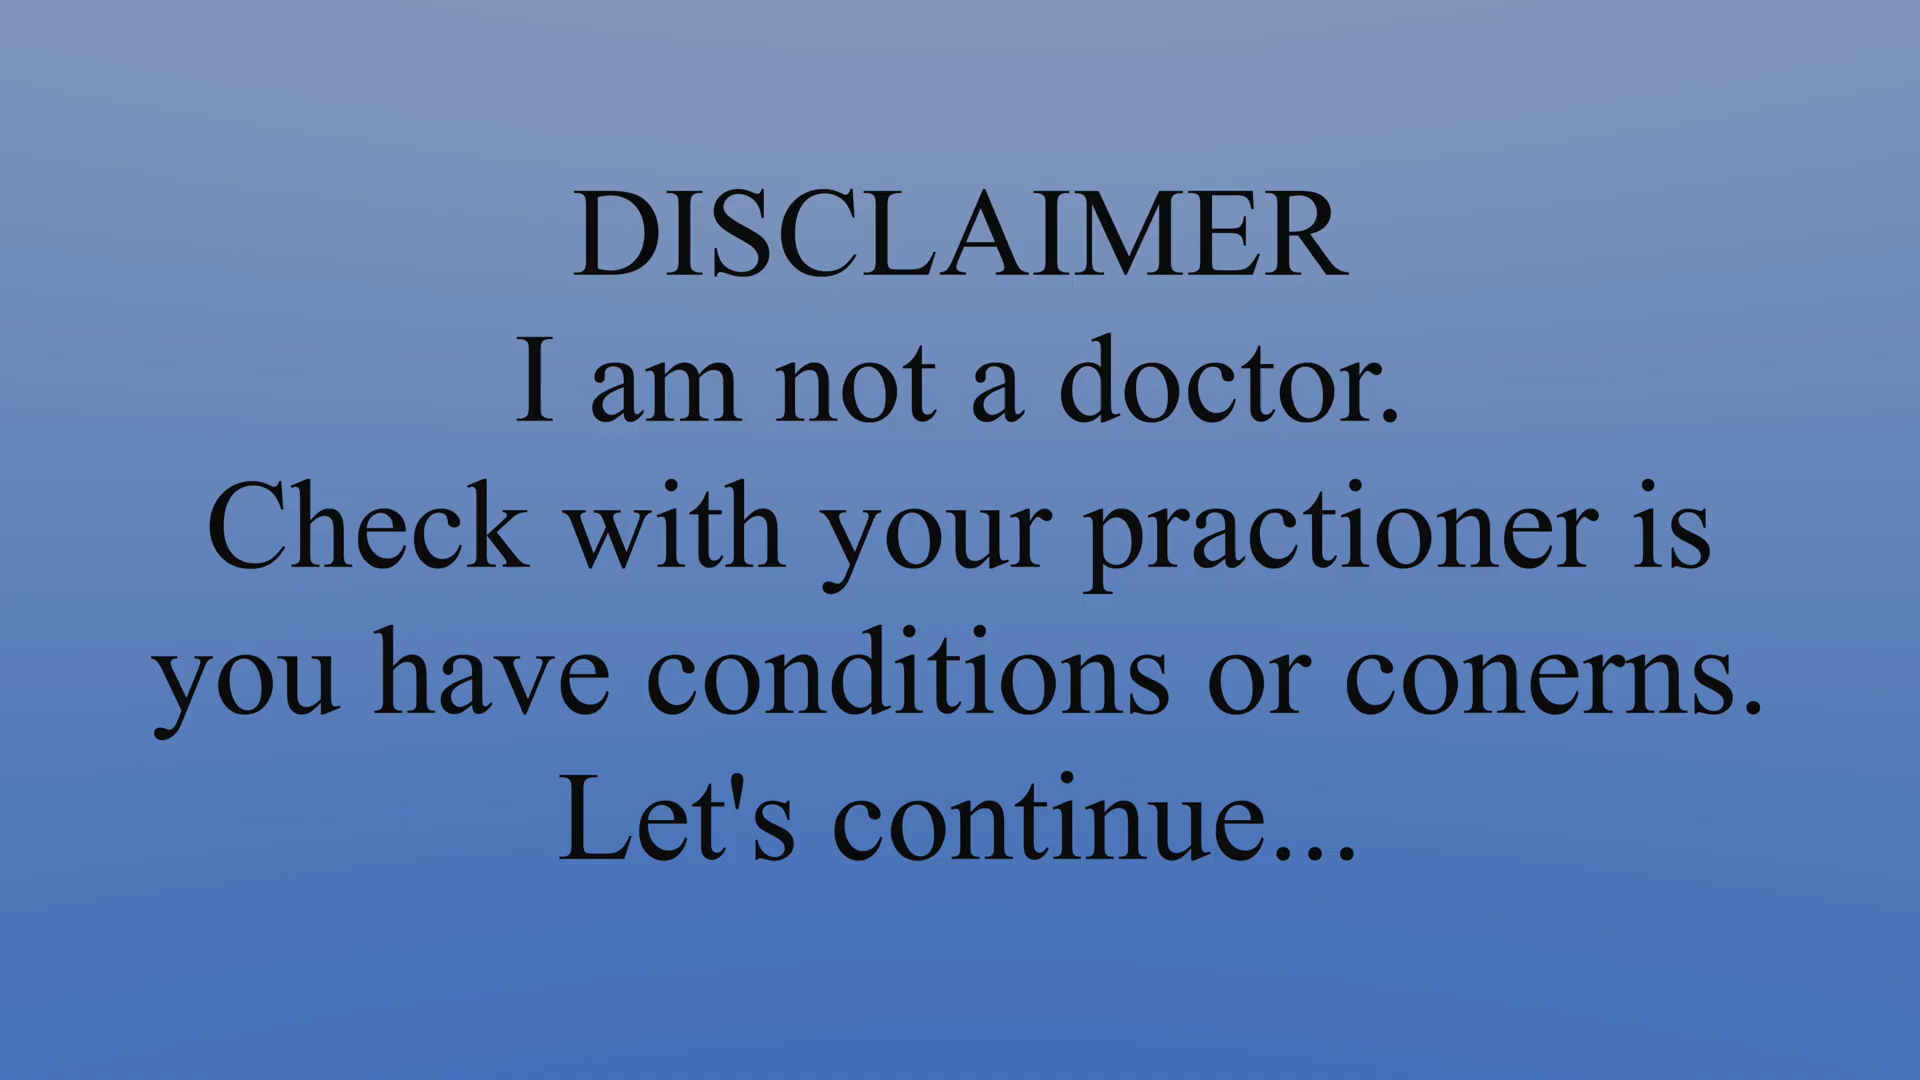 DISCLAIMER
I am not a doctor.
Check with your practioner is
you have conditions or conerns.
Let's continue...